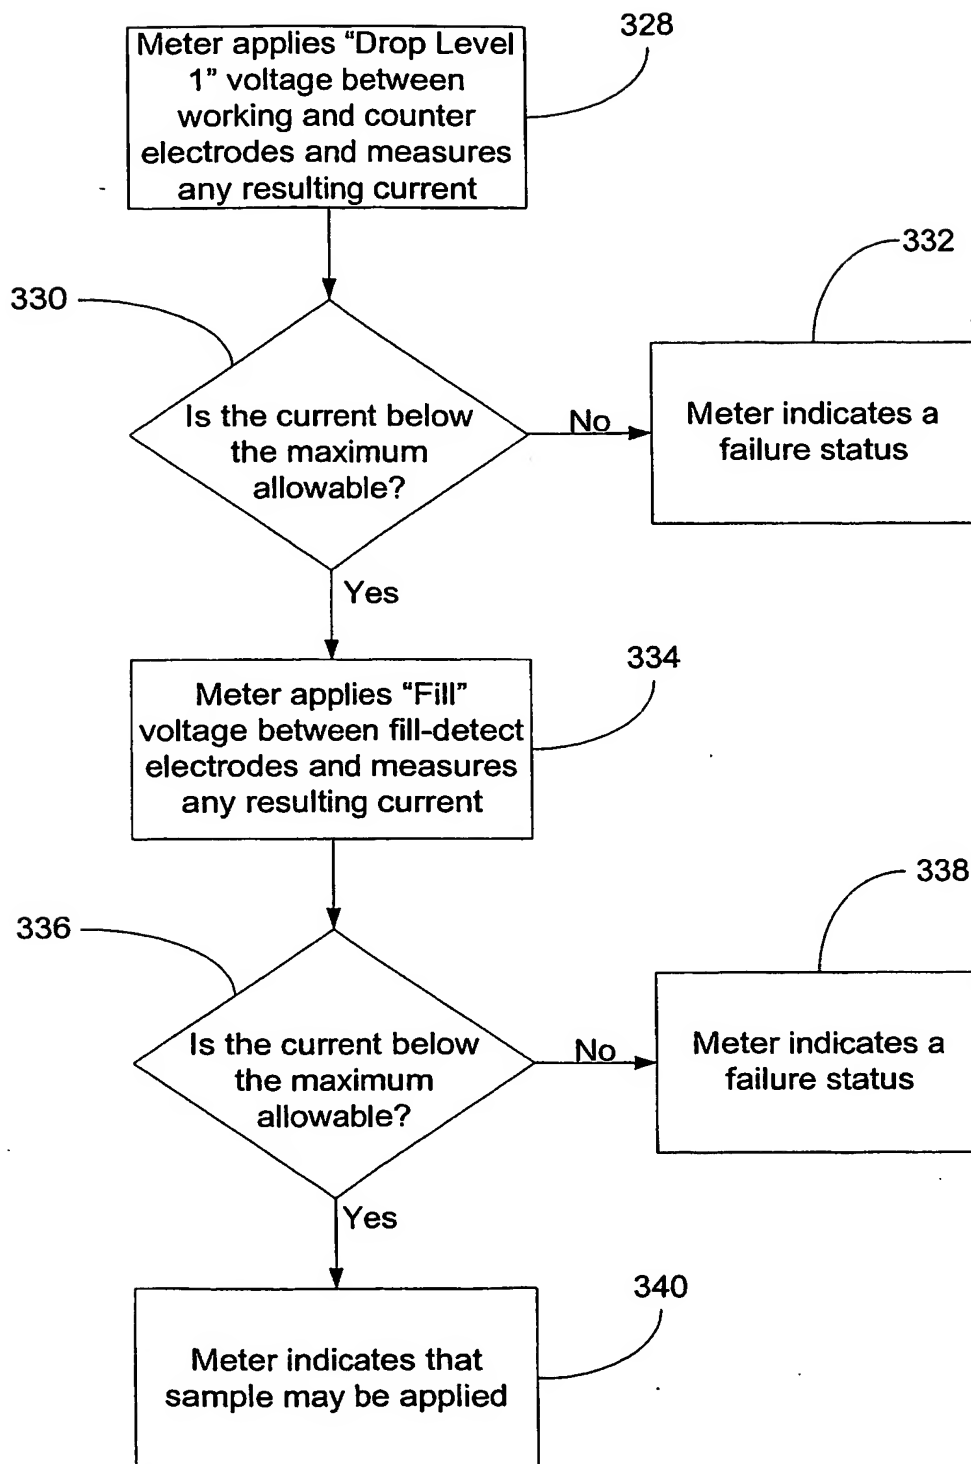 328
Meter applies “Drop Level
1” voltage between
working and counter
electrodes and measures
any resulting current
332
330
Is the current below
the maximum
allowable?
No
Meter indicates a
failure status
Yes
334
Meter applies “Fill”
voltage between fill-detect
electrodes and measures
any resulting current
338
336
Is the current below
the maximum
allowable?
No
Meter indicates a
failure status
Yes
340
Meter indicates that
sample may be applied